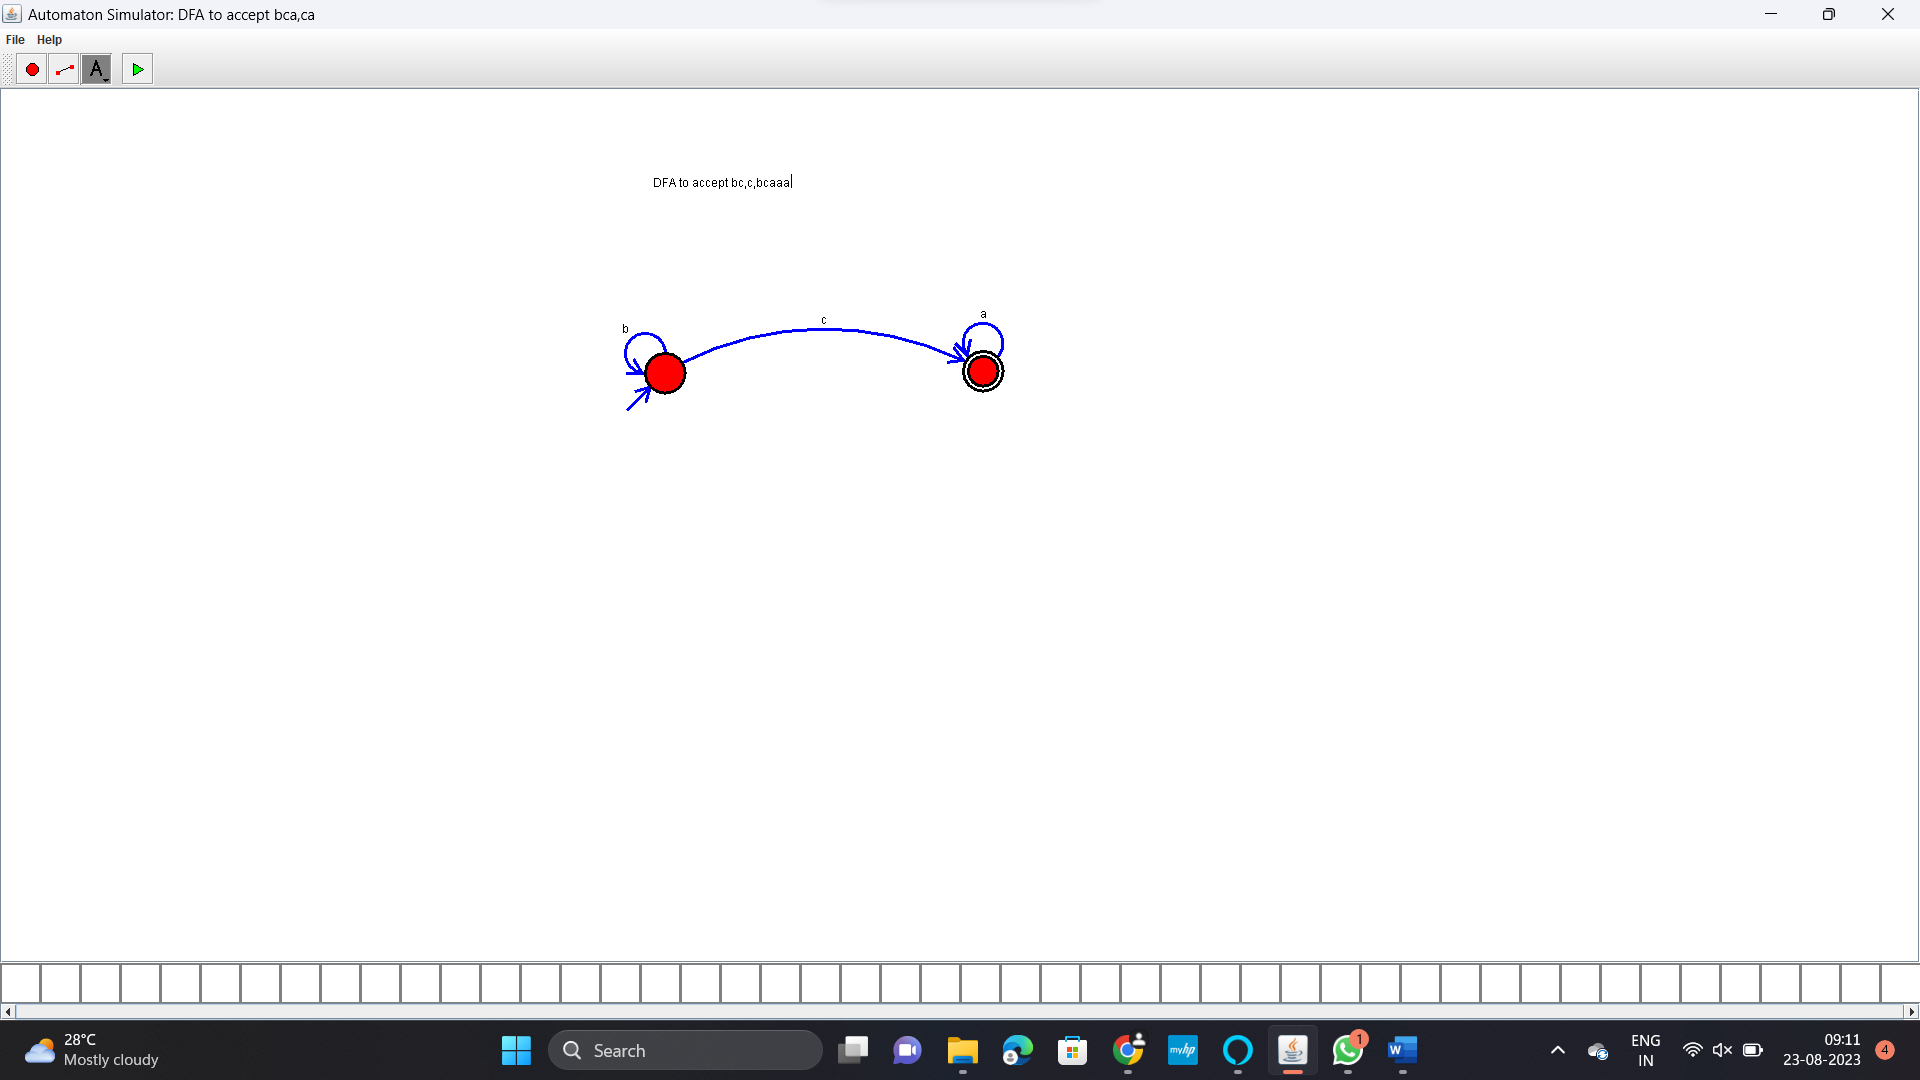 Automaton Simulator: DFA to accept bca,ca
File Help
A
DFA to accept bc,c,bcaaa
b
c
a
28°C
Mostly cloudy
Search
myhp
1
W
ENG
IN
09:11
23-08-2023
4